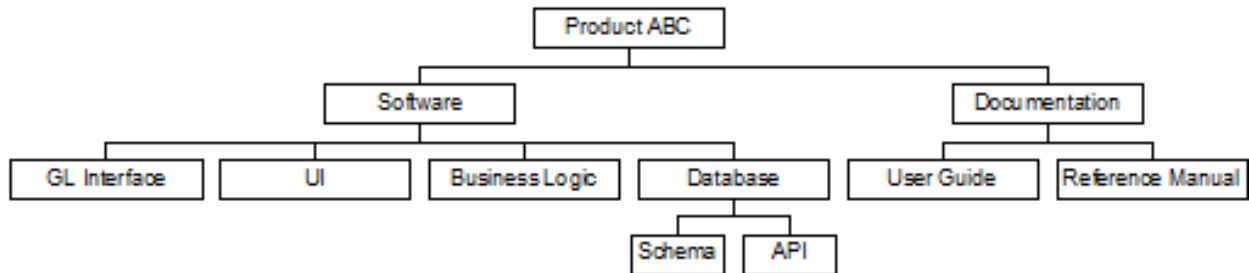 Product ABC
Software
Documentation
GL Interface
UI
Business Logic
Database
User Guide
Reference Manual
Schema
API